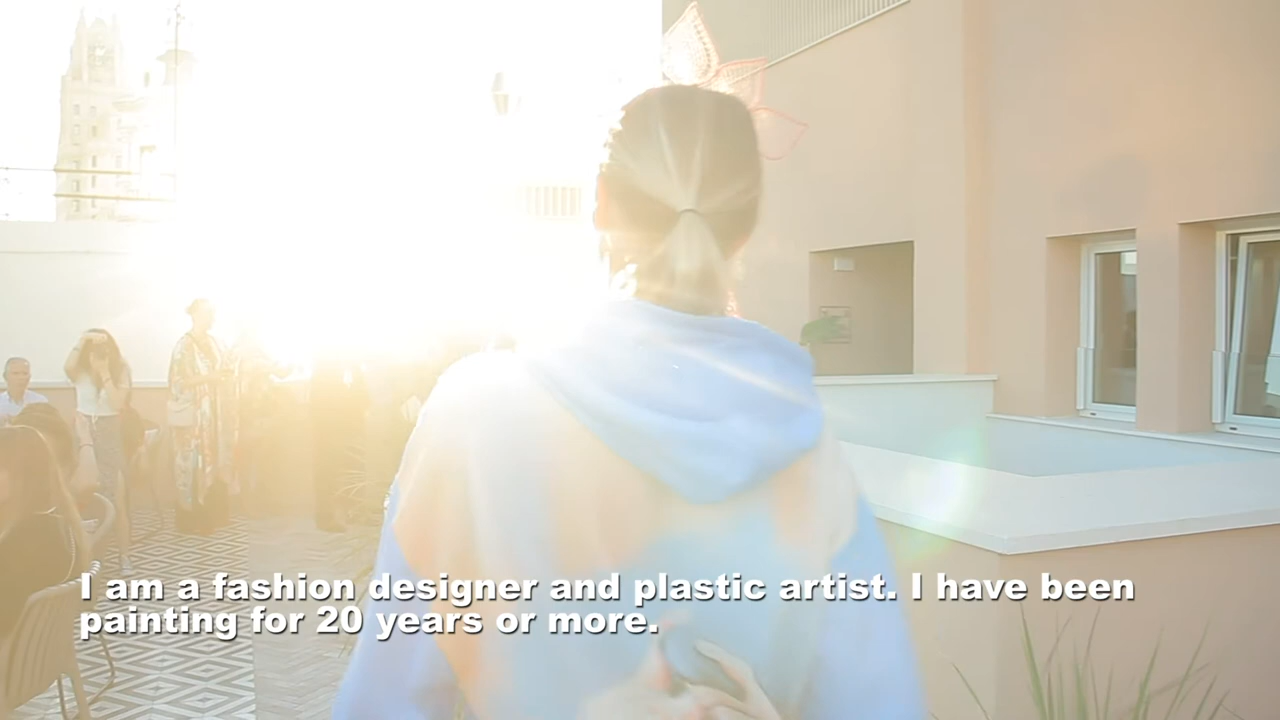 I am a fashion designer and plastic artist. I have been
painting for 20 years or more.